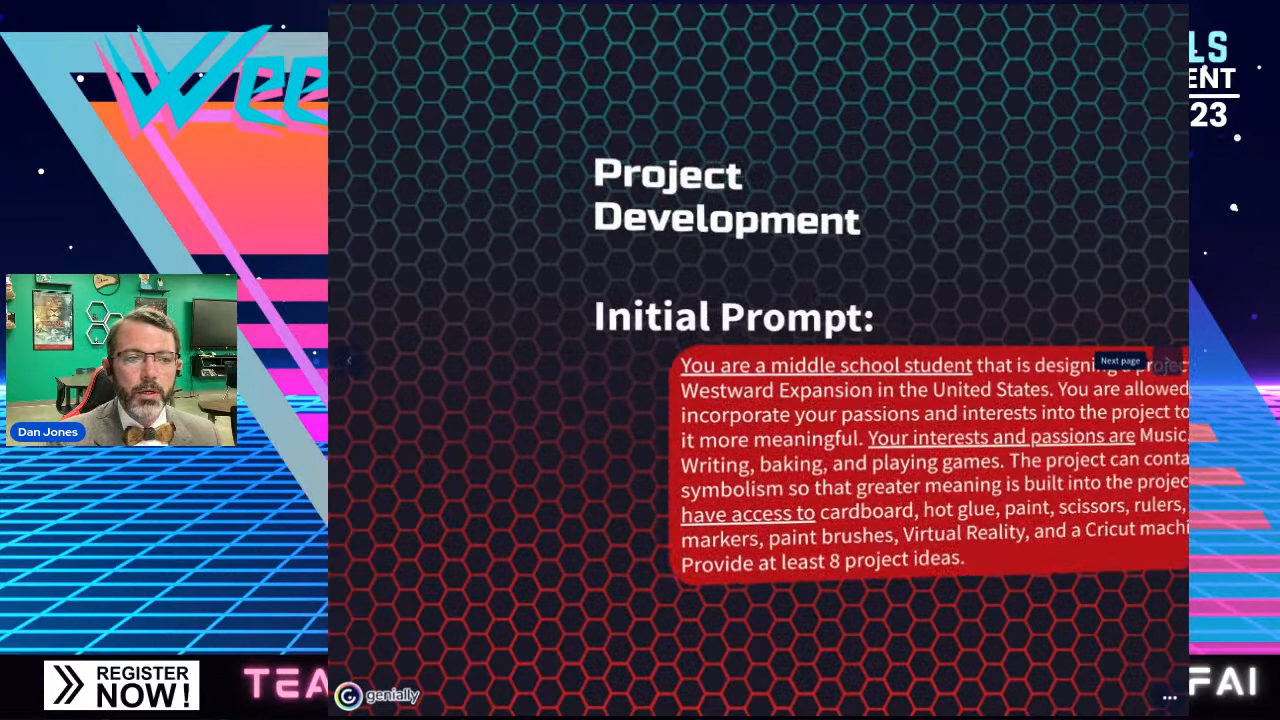 Wee
LS
ENT
23
Project
Development
Initial Prompt:
You are a middle school student that is designing a projec
Next page
Westward Expansion in the United States. You are allowed
incorporate your passions and interests into the project to
it more meaningful. Your interests and passions are Music
Writing, baking, and playing games. The project can conta
symbolism so that greater meaning is built into the projec
have access to cardboard, hot glue, paint, scissors, rulers,
markers, paint brushes, Virtual Reality, and a Cricut machi
Provide at least 8 project ideas.
Dan Jones
REGISTER
NOW!
TEA
genially
FAI